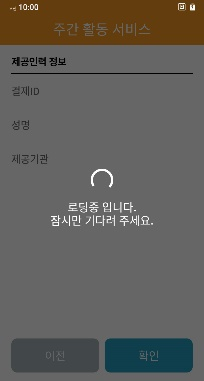 10:00
주간 활동 서비스
제공인력 정보
결재ID
성명
제공기관
로딩중 입니다.
잠시만 기다려 주세요.
이전
확인